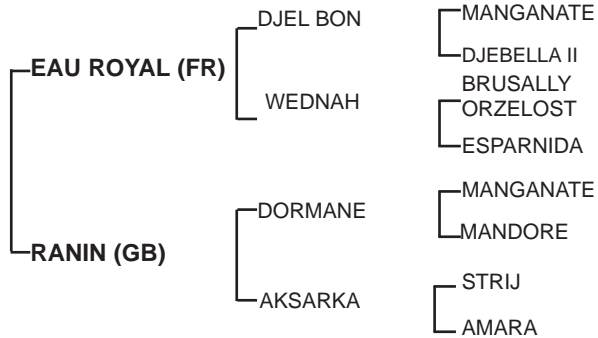 DJEL BON
MANGANATE
EAU ROYAL (FR)
DJEBELLA II
WEDNAH
BRUSALLY
ORZELOST
ESPARNIDA
MANGANATE
DORMANE
MANDORE
RANIN (GB)
STRIJ
AKSARKA
AMARA